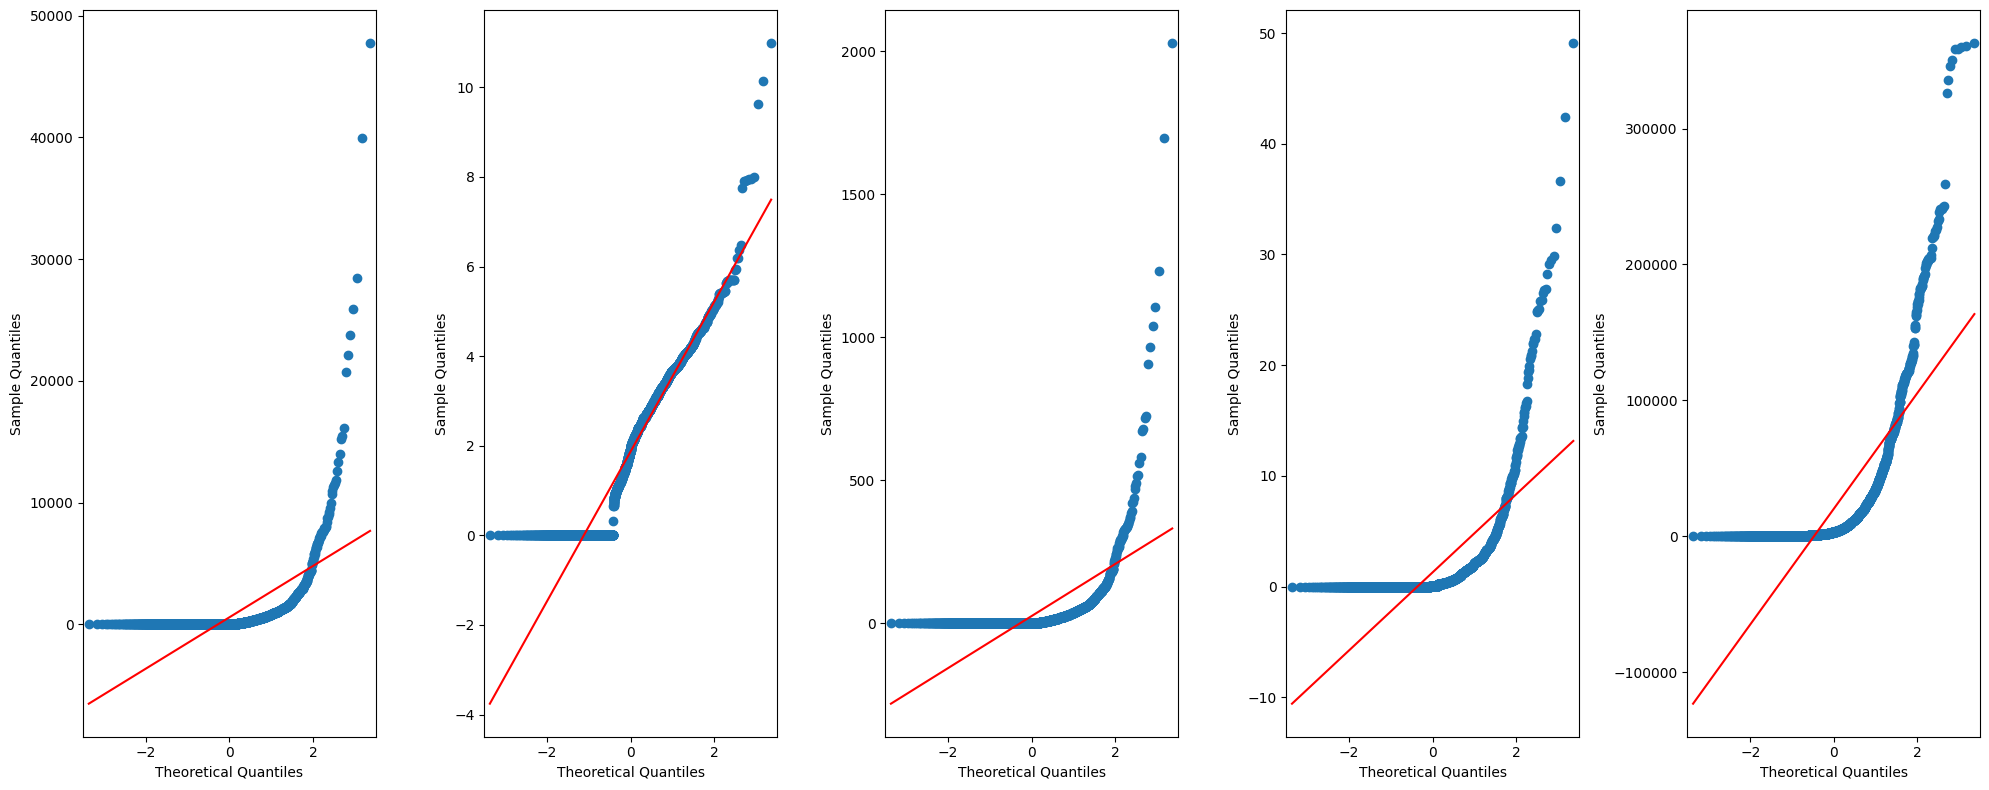 50000
40000
30000
20000
10000
0
Sample Quantiles
−2 0 2
Theoretical Quantiles
10
8
6
4
2
0
−2
−4
Sample Quantiles
−2 0 2
Theoretical Quantiles
2000
1500
1000
500
0
Sample Quantiles
−2 0 2
Theoretical Quantiles
50
40
30
20
10
0
−10
Sample Quantiles
−2 0 2
Theoretical Quantiles
300000
200000
100000
0
−100000
Sample Quantiles
−2 0 2
Theoretical Quantiles